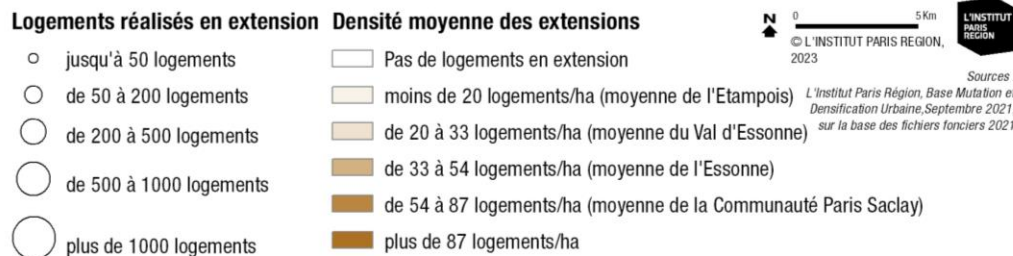 Logements réalisés en extension
jusqu'à 50 logements
de 50 à 200 logements
de 200 à 500 logements
de 500 à 1000 logements
plus de 1000 logements
Densité moyenne des extensions
Pas de logements en extension
moins de 20 logements/ha (moyenne de l'Etampois)
de 20 à 33 logements/ha (moyenne du Val d'Essonne)
de 33 à 54 logements/ha (moyenne de l'Essonne)
de 54 à 87 logements/ha (moyenne de la Communauté Paris Saclay)
plus de 87 logements/ha
N
0 5 Km
© L'INSTITUT PARIS REGION,
2023
L'INSTITUT
PARIS
REGION
Sources
L'Institut Paris Région, Base Mutation et
Densification Urbaine,Septembre 2021,
sur la base des fichiers fonciers 2021